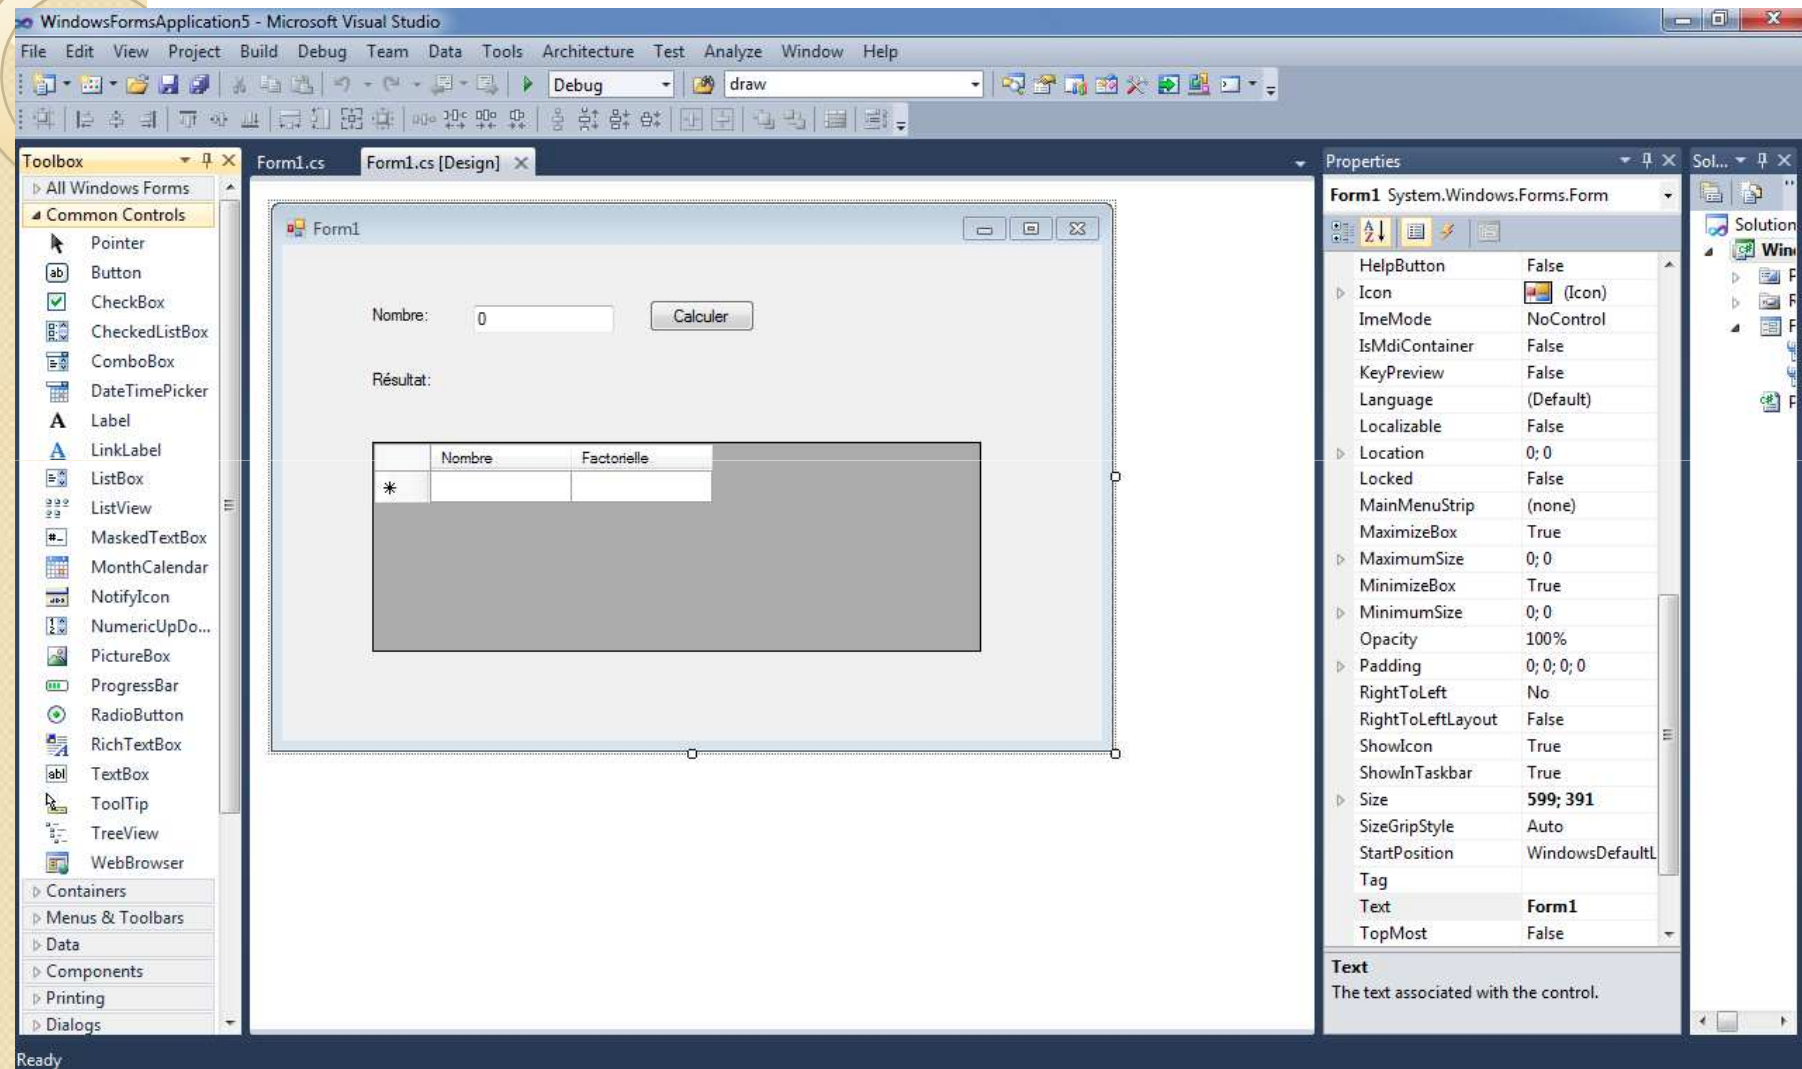 WindowsFormsApplication5 - Microsoft Visual Studio
File Edit View Project Build Debug Team Data Tools Architecture Test Analyze Window Help
Debug draw
Toolbox
All Windows Forms
Common Controls
Pointer
Button
CheckBox
CheckedListBox
ComboBox
DateTimePicker
Label
LinkLabel
ListBox
ListView
MaskedTextBox
MonthCalendar
NotifyIcon
NumericUpDo...
PictureBox
ProgressBar
RadioButton
RichTextBox
TextBox
ToolTip
TreeView
WebBrowser
Containers
Menus & Toolbars
Data
Components
Printing
Dialogs
Form1.cs Form1.cs [Design]
Form1
Nombre: 0 Calculer
Résultat:
Nombre Factorielle
Properties
Form1 System.Windows.Forms.Form
HelpButton False
Icon (Icon)
ImeMode NoControl
IsMdiContainer False
KeyPreview False
Language (Default)
Localizable False
Location 0; 0
Locked False
MainMenuStrip (none)
MaximizeBox True
MaximumSize 0; 0
MinimizeBox True
MinimumSize 0; 0
Opacity 100%
Padding 0; 0; 0; 0
RightToLeft No
RightToLeftLayout False
ShowIcon True
ShowInTaskbar True
Size 599; 391
SizeGripStyle Auto
StartPosition WindowsDefaultL
Tag
Text Form1
TopMost False
Text
The text associated with the control.
Sol...
Solution
Win
Ready